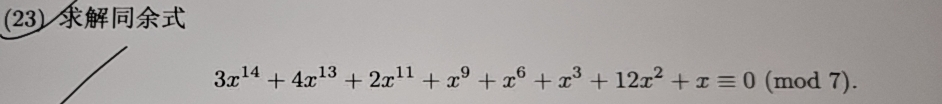 (23) 求解同余式
3x^{14} + 4x^{13} + 2x^{11} + x^9 + x^6 + x^3 + 12x^2 + x ≡ 0 (mod 7).